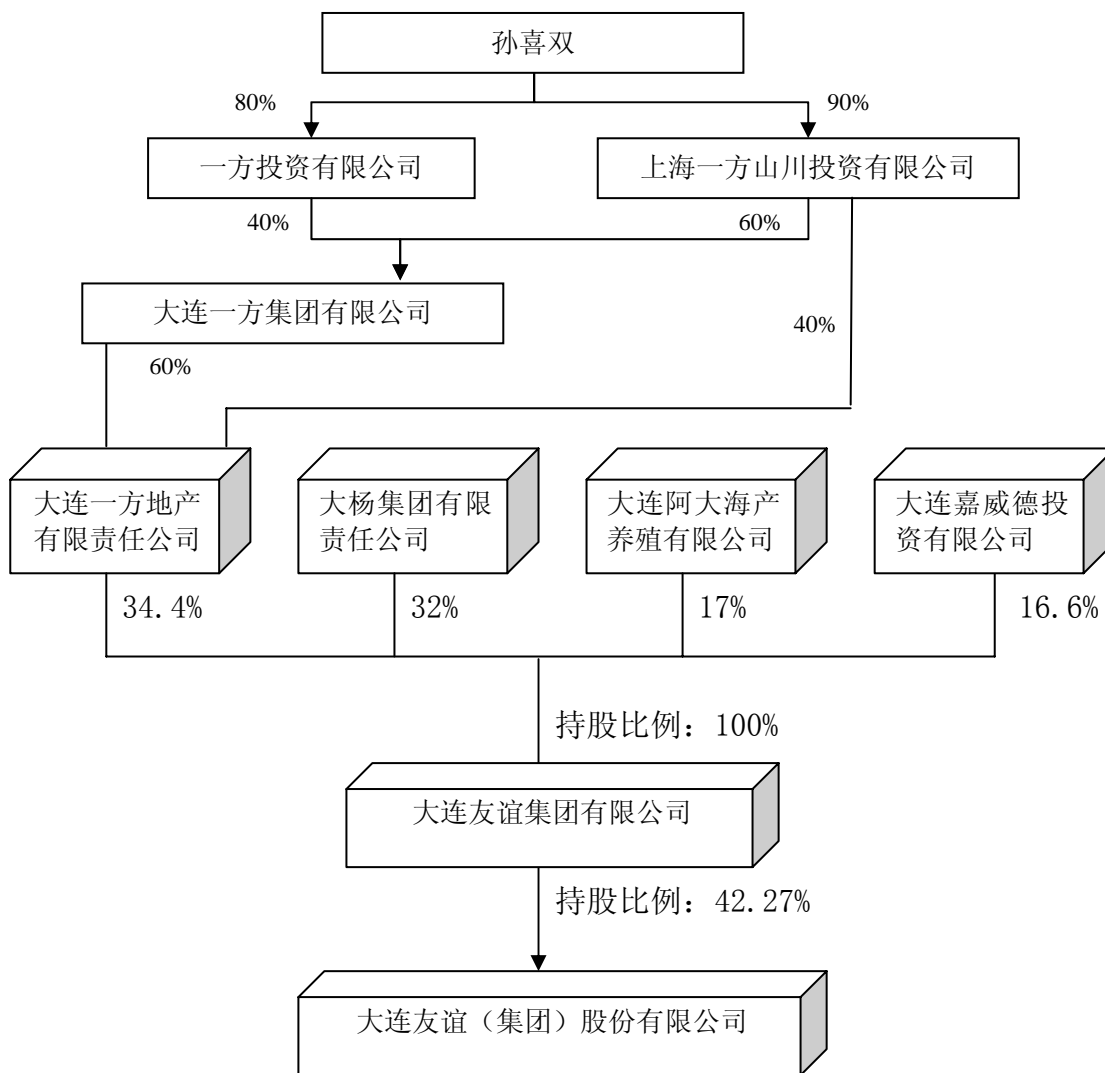 孙喜双
80%
90%
一方投资有限公司
上海一方山川投资有限公司
40%
60%
大连一方集团有限公司
40%
60%
大连一方地产
有限责任公司
大杨集团有限
责任公司
大连阿大海产
养殖有限公司
大连嘉威德投
资有限公司
34.4%
32%
17%
16.6%
持股比例：100%
大连友谊集团有限公司
持股比例：42.27%
大连友谊（集团）股份有限公司